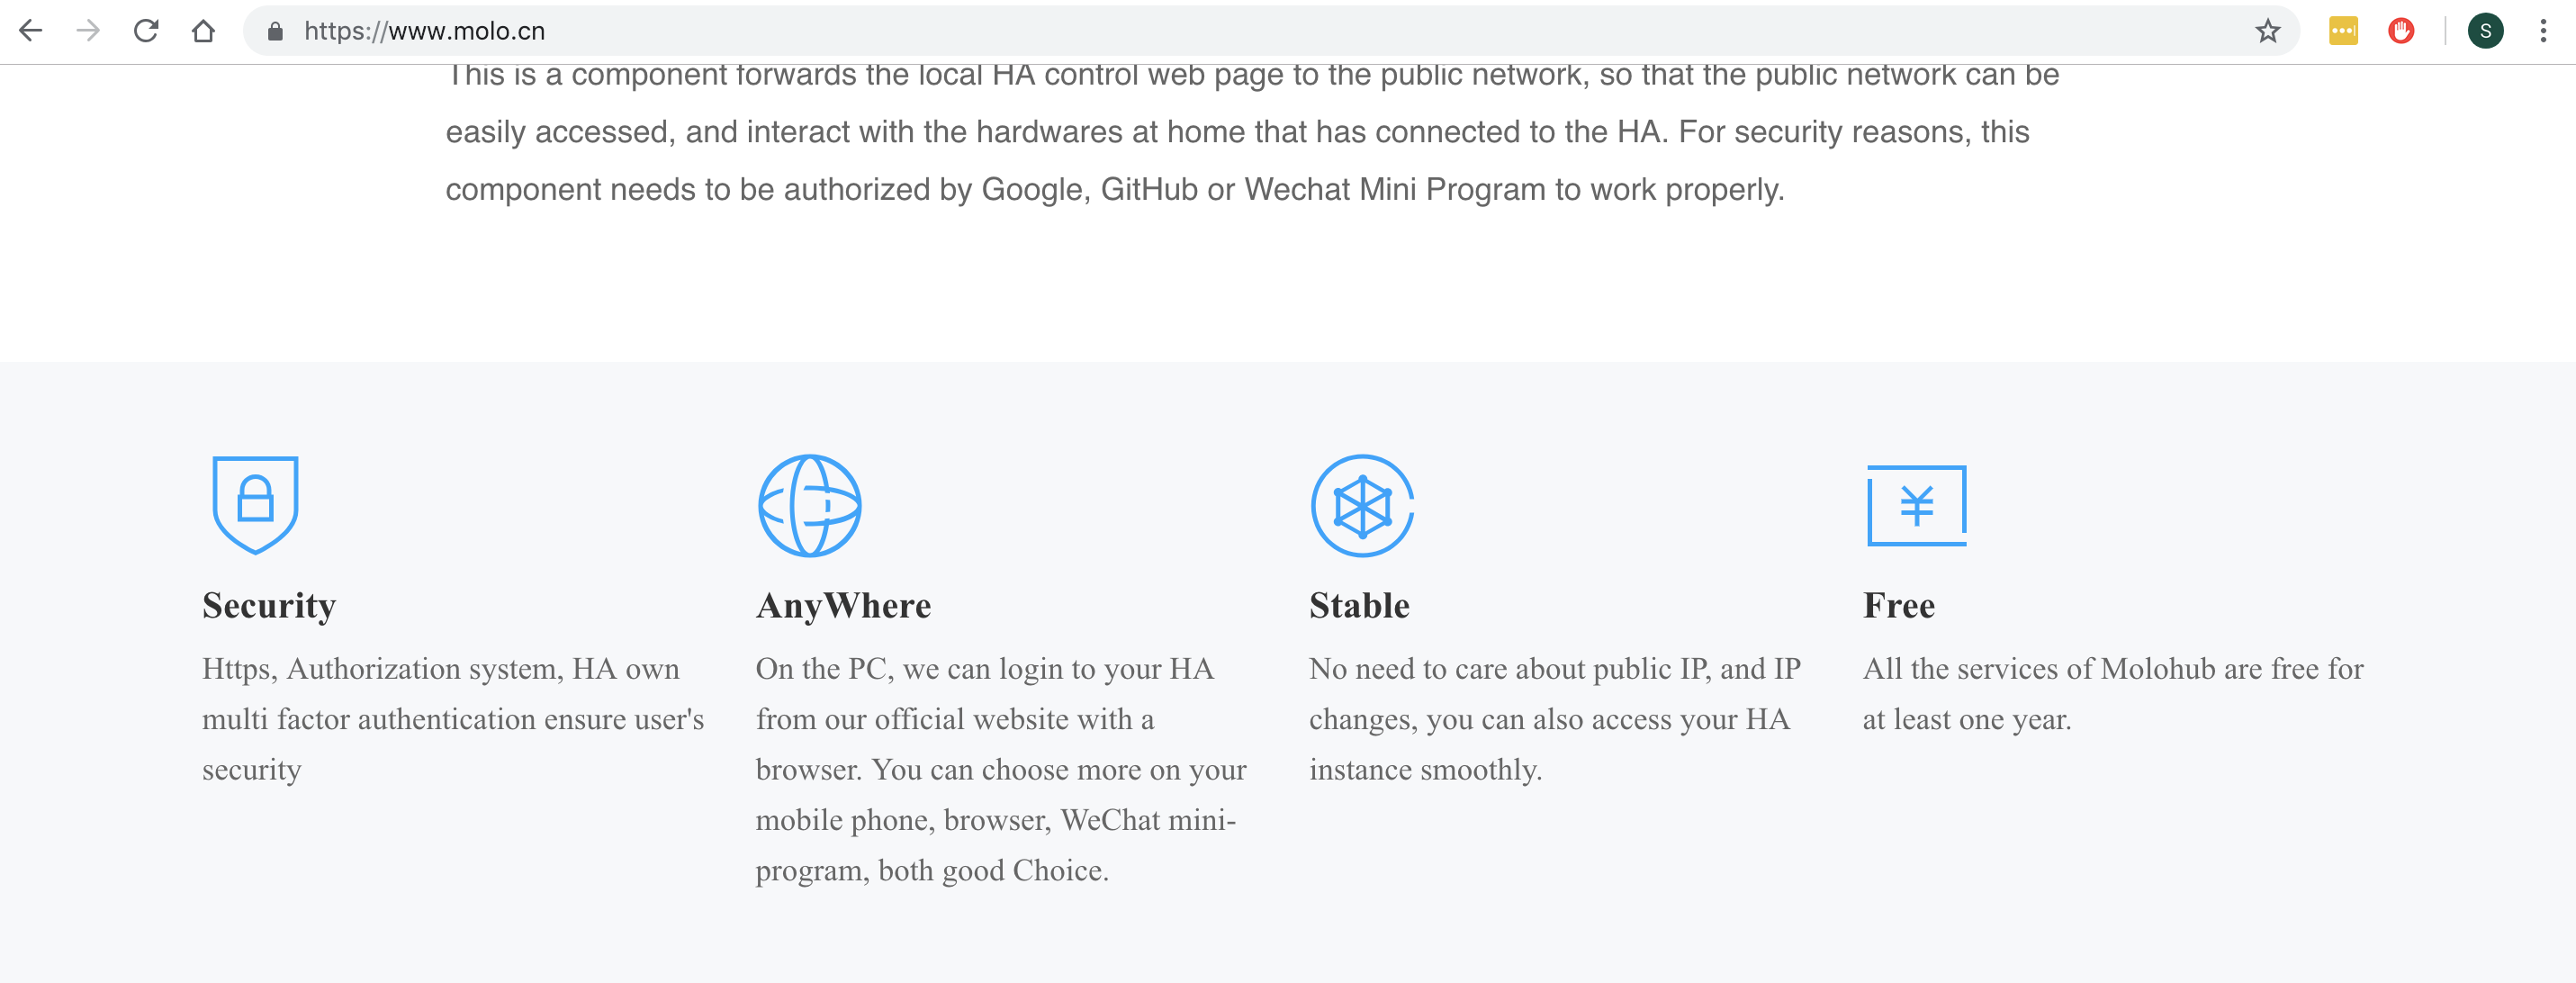 https://www.molo.cn
S
This is a component forwards the local HA control web page to the public network, so that the public network can be
easily accessed, and interact with the hardwares at home that has connected to the HA. For security reasons, this
component needs to be authorized by Google, GitHub or Wechat Mini Program to work properly.
¥
Security
Https, Authorization system, HA own
multi factor authentication ensure user's
security
AnyWhere
On the PC, we can login to your HA
from our official website with a
browser. You can choose more on your
mobile phone, browser, WeChat mini-
program, both good Choice.
Stable
No need to care about public IP, and IP
changes, you can also access your HA
instance smoothly.
Free
All the services of Molohub are free for
at least one year.